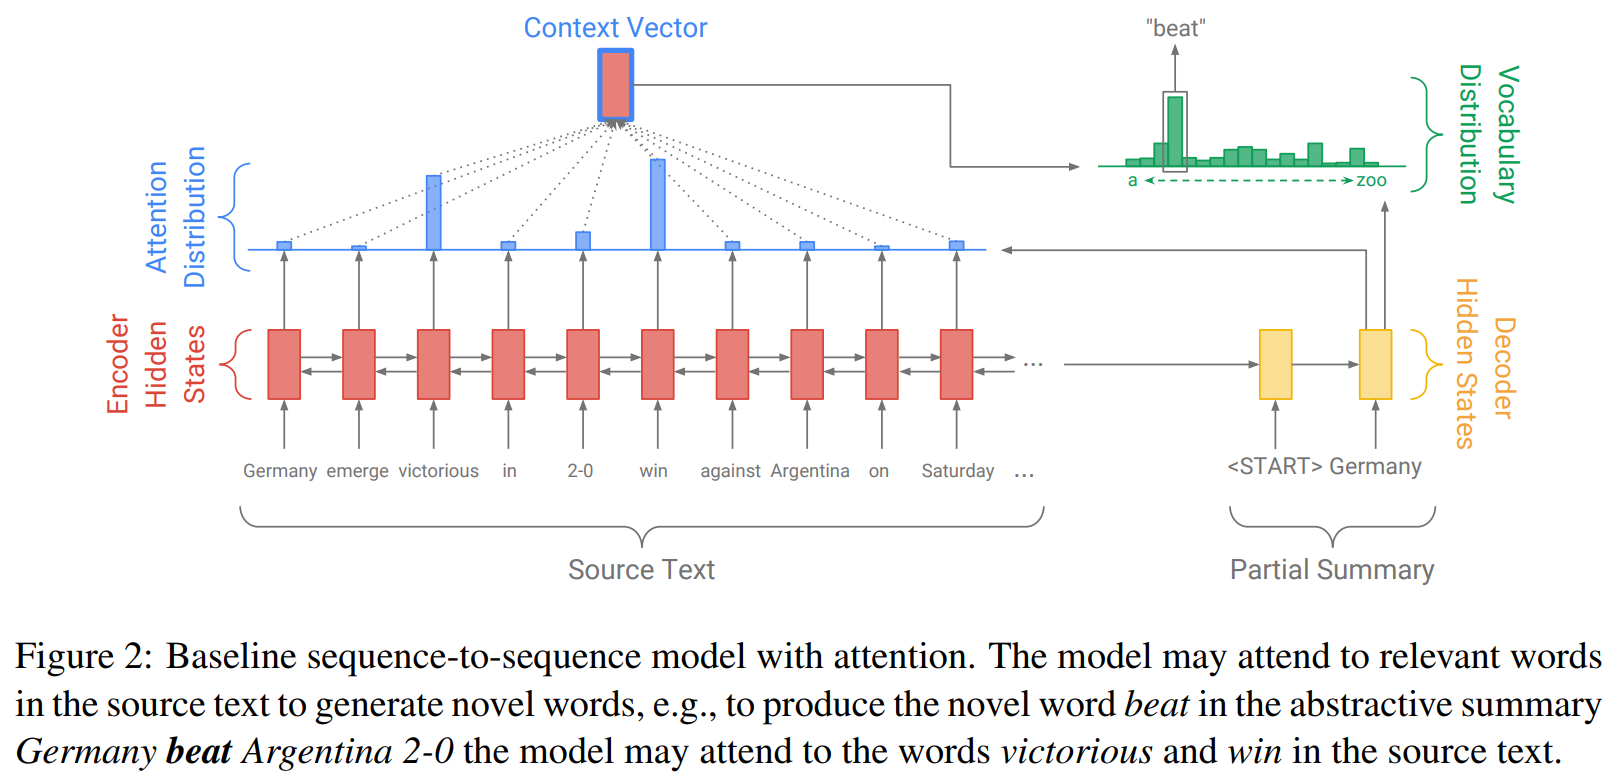 Context Vector
"beat"
Vocabulary
Distribution
a
zoo
Attention
Distribution
Encoder
Hidden
States
Decoder
Hidden States
...
Germany emerge victorious in 2-0 win against Argentina on Saturday ...
<START> Germany
Source Text
Partial Summary
Figure 2: Baseline sequence-to-sequence model with attention. The model may attend to relevant words
in the source text to generate novel words, e.g., to produce the novel word beat in the abstractive summary
Germany beat Argentina 2-0 the model may attend to the words victorious and win in the source text.